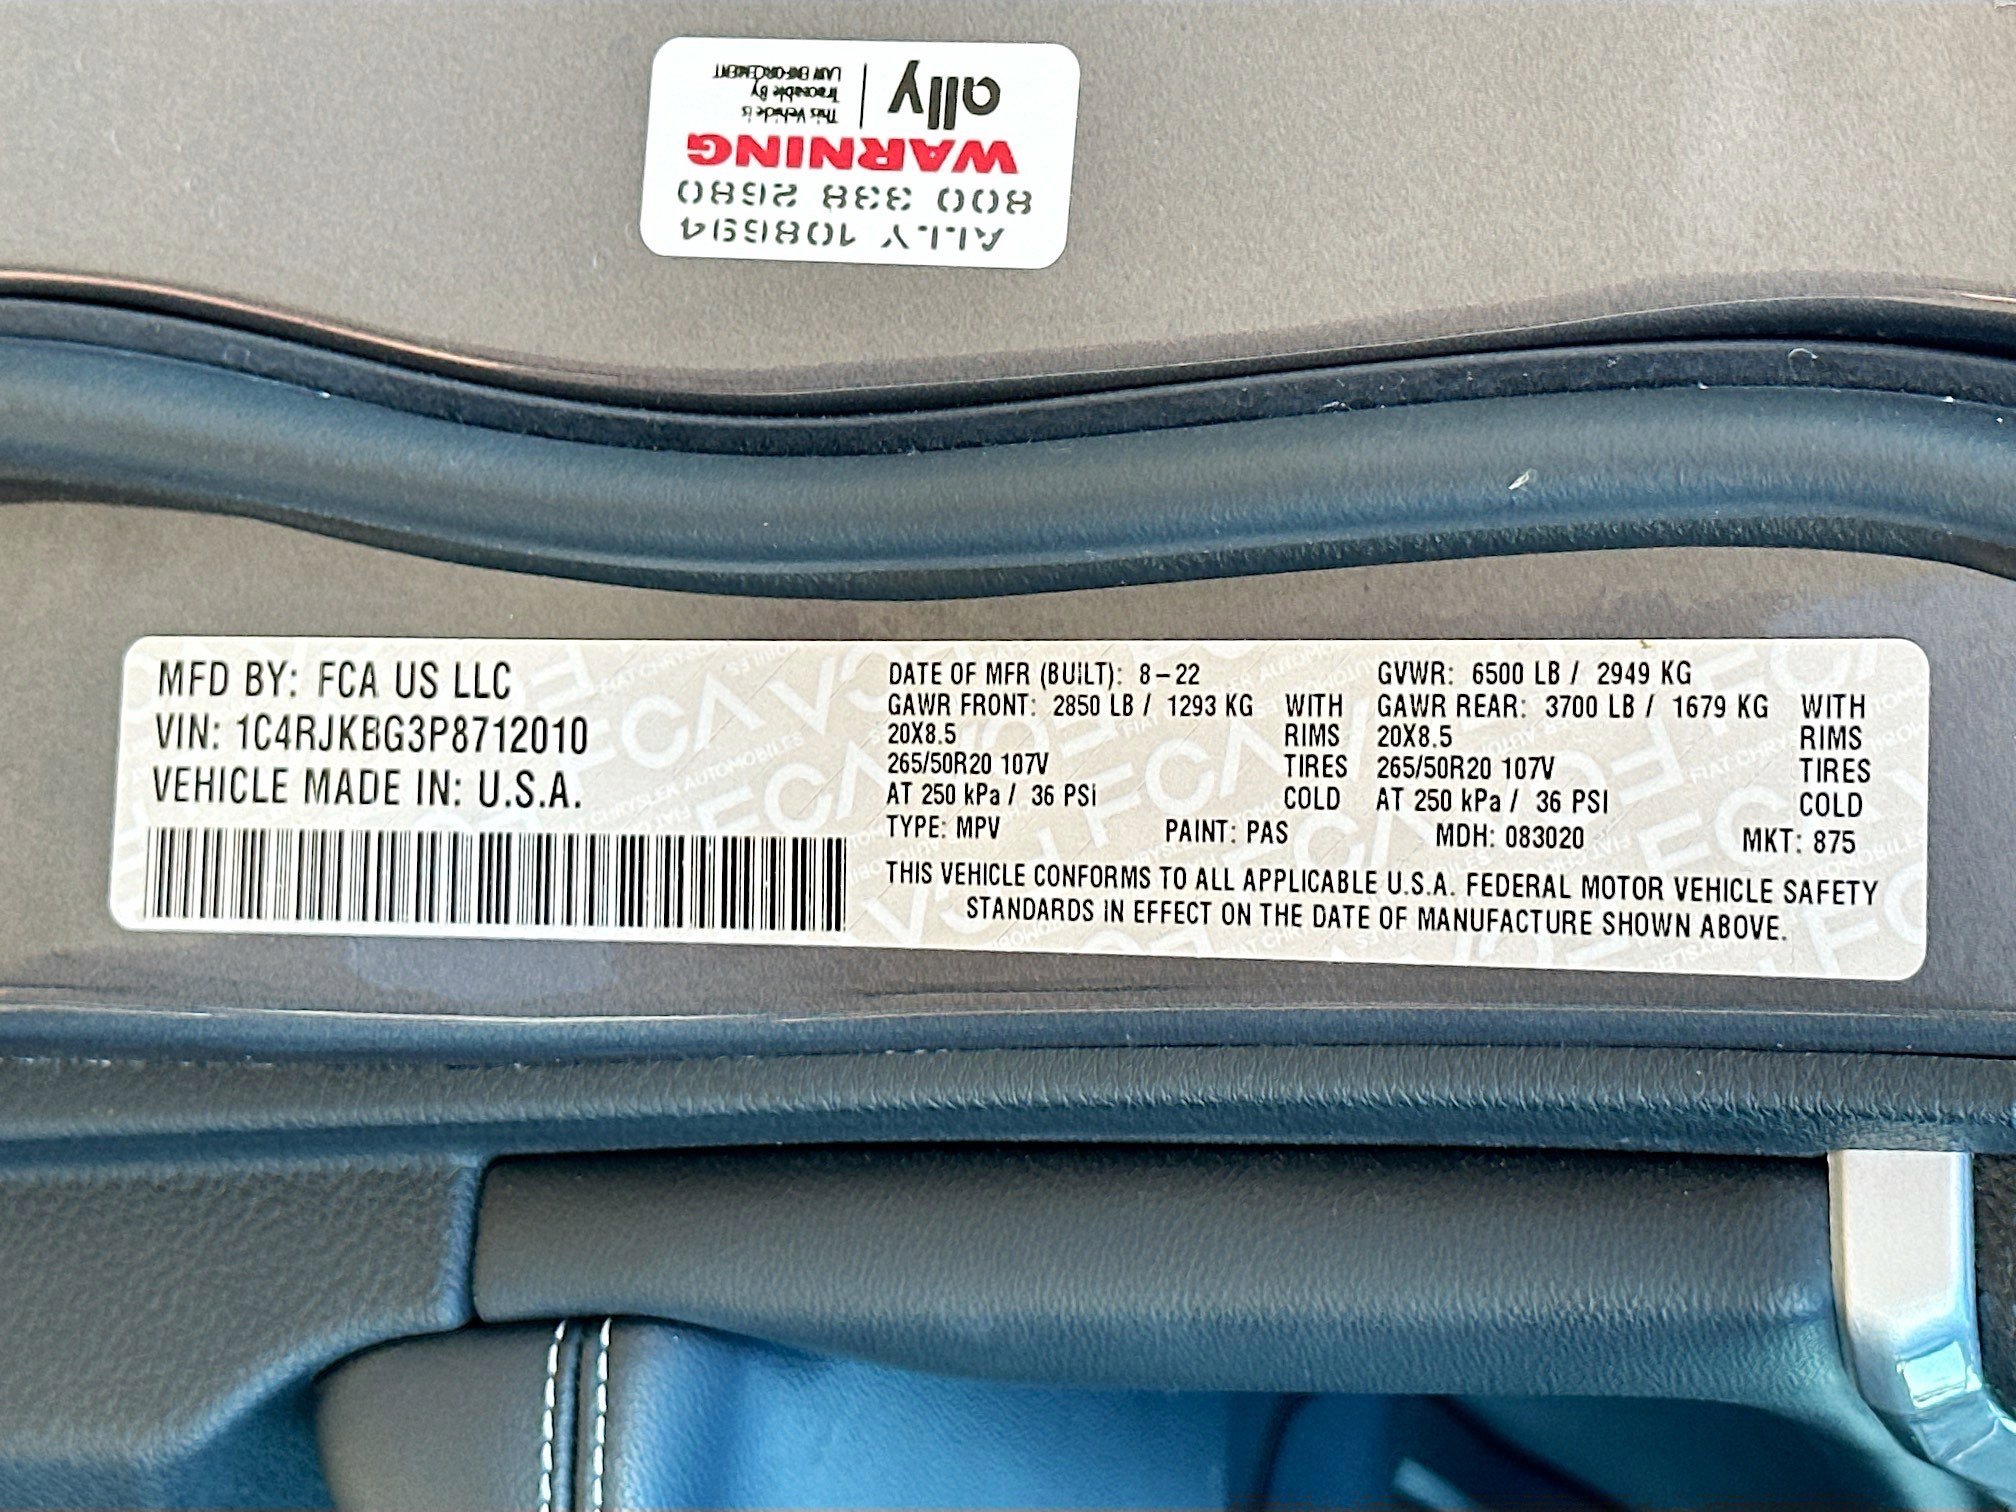 ally
This Vehicle is
Traceable By
LAW ENFORCEMENT
WARNING
800 338 2680
ALLY 108694
MFD BY: FCA US LLC
VIN: 1C4RJKBG3P8712010
VEHICLE MADE IN: U.S.A.
DATE OF MFR (BUILT): 8-22 GVWR: 6500 LB / 2949 KG
GAWR FRONT: 2850 LB / 1293 KG WITH GAWR REAR: 3700 LB / 1679 KG WITH
20X8.5 RIMS 20X8.5 RIMS
265/50R20 107V TIRES 265/50R20 107V TIRES
AT 250 kPa / 36 PSI COLD AT 250 kPa / 36 PSI COLD
TYPE: MPV PAINT: PAS MDH: 083020 MKT: 875
THIS VEHICLE CONFORMS TO ALL APPLICABLE U.S.A. FEDERAL MOTOR VEHICLE SAFETY
STANDARDS IN EFFECT ON THE DATE OF MANUFACTURE SHOWN ABOVE.